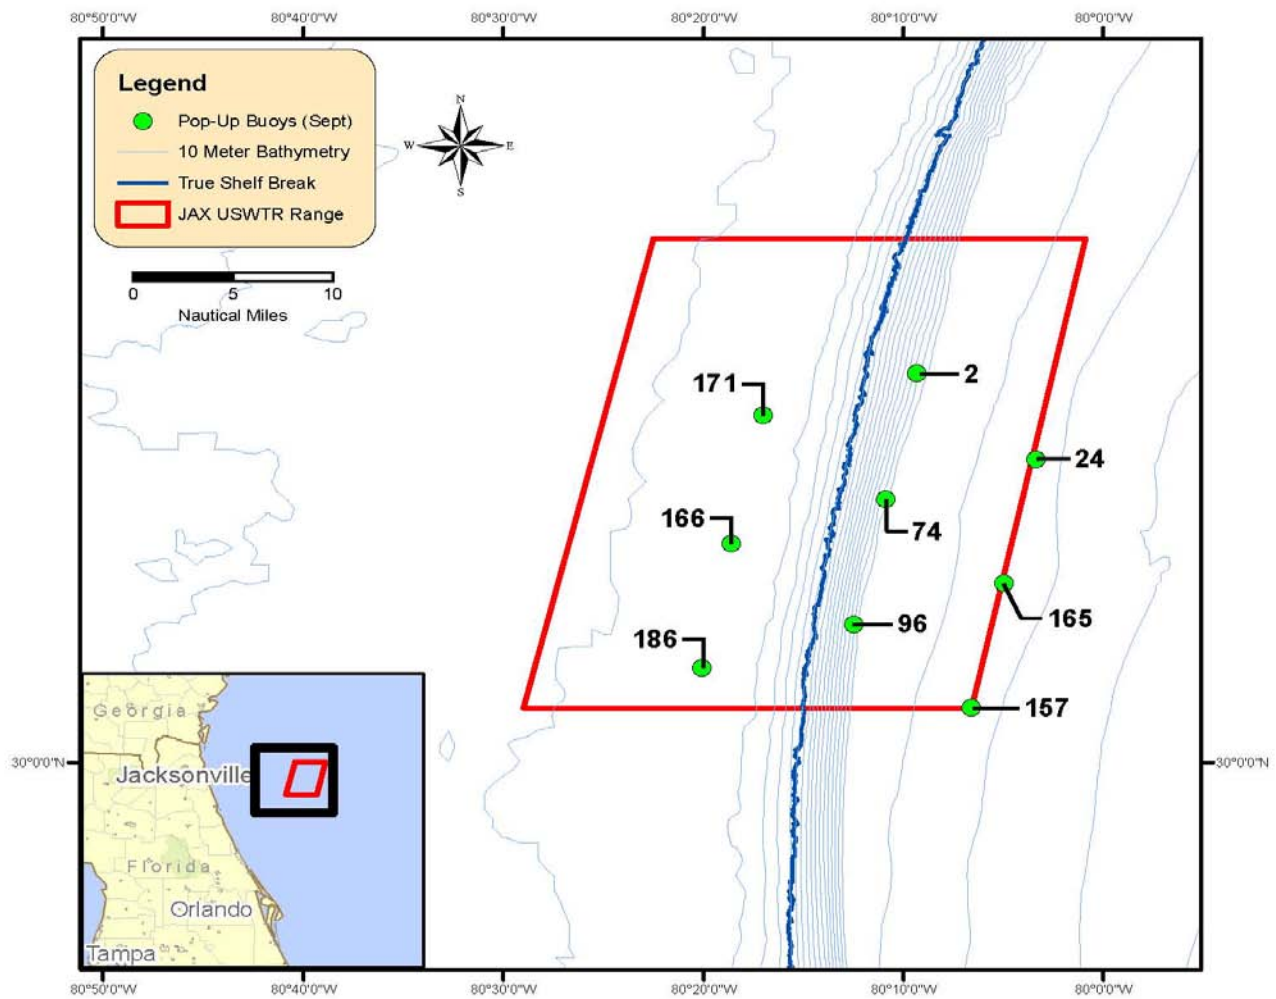 80°50'0"W 80°40'0"W 80°30'0"W 80°20'0"W 80°10'0"W 80°0'0"W
Legend
Pop-Up Buoys (Sept)
10 Meter Bathymetry
True Shelf Break
JAX USWTR Range
N
W E
S
0 5 10
Nautical Miles
171
2
24
166
74
165
96
186
157
30°0'0"N
30°0'0"N
Georgia
Jacksonville
Florida
Orlando
Tampa
80°50'0"W 80°40'0"W 80°30'0"W 80°20'0"W 80°10'0"W 80°0'0"W